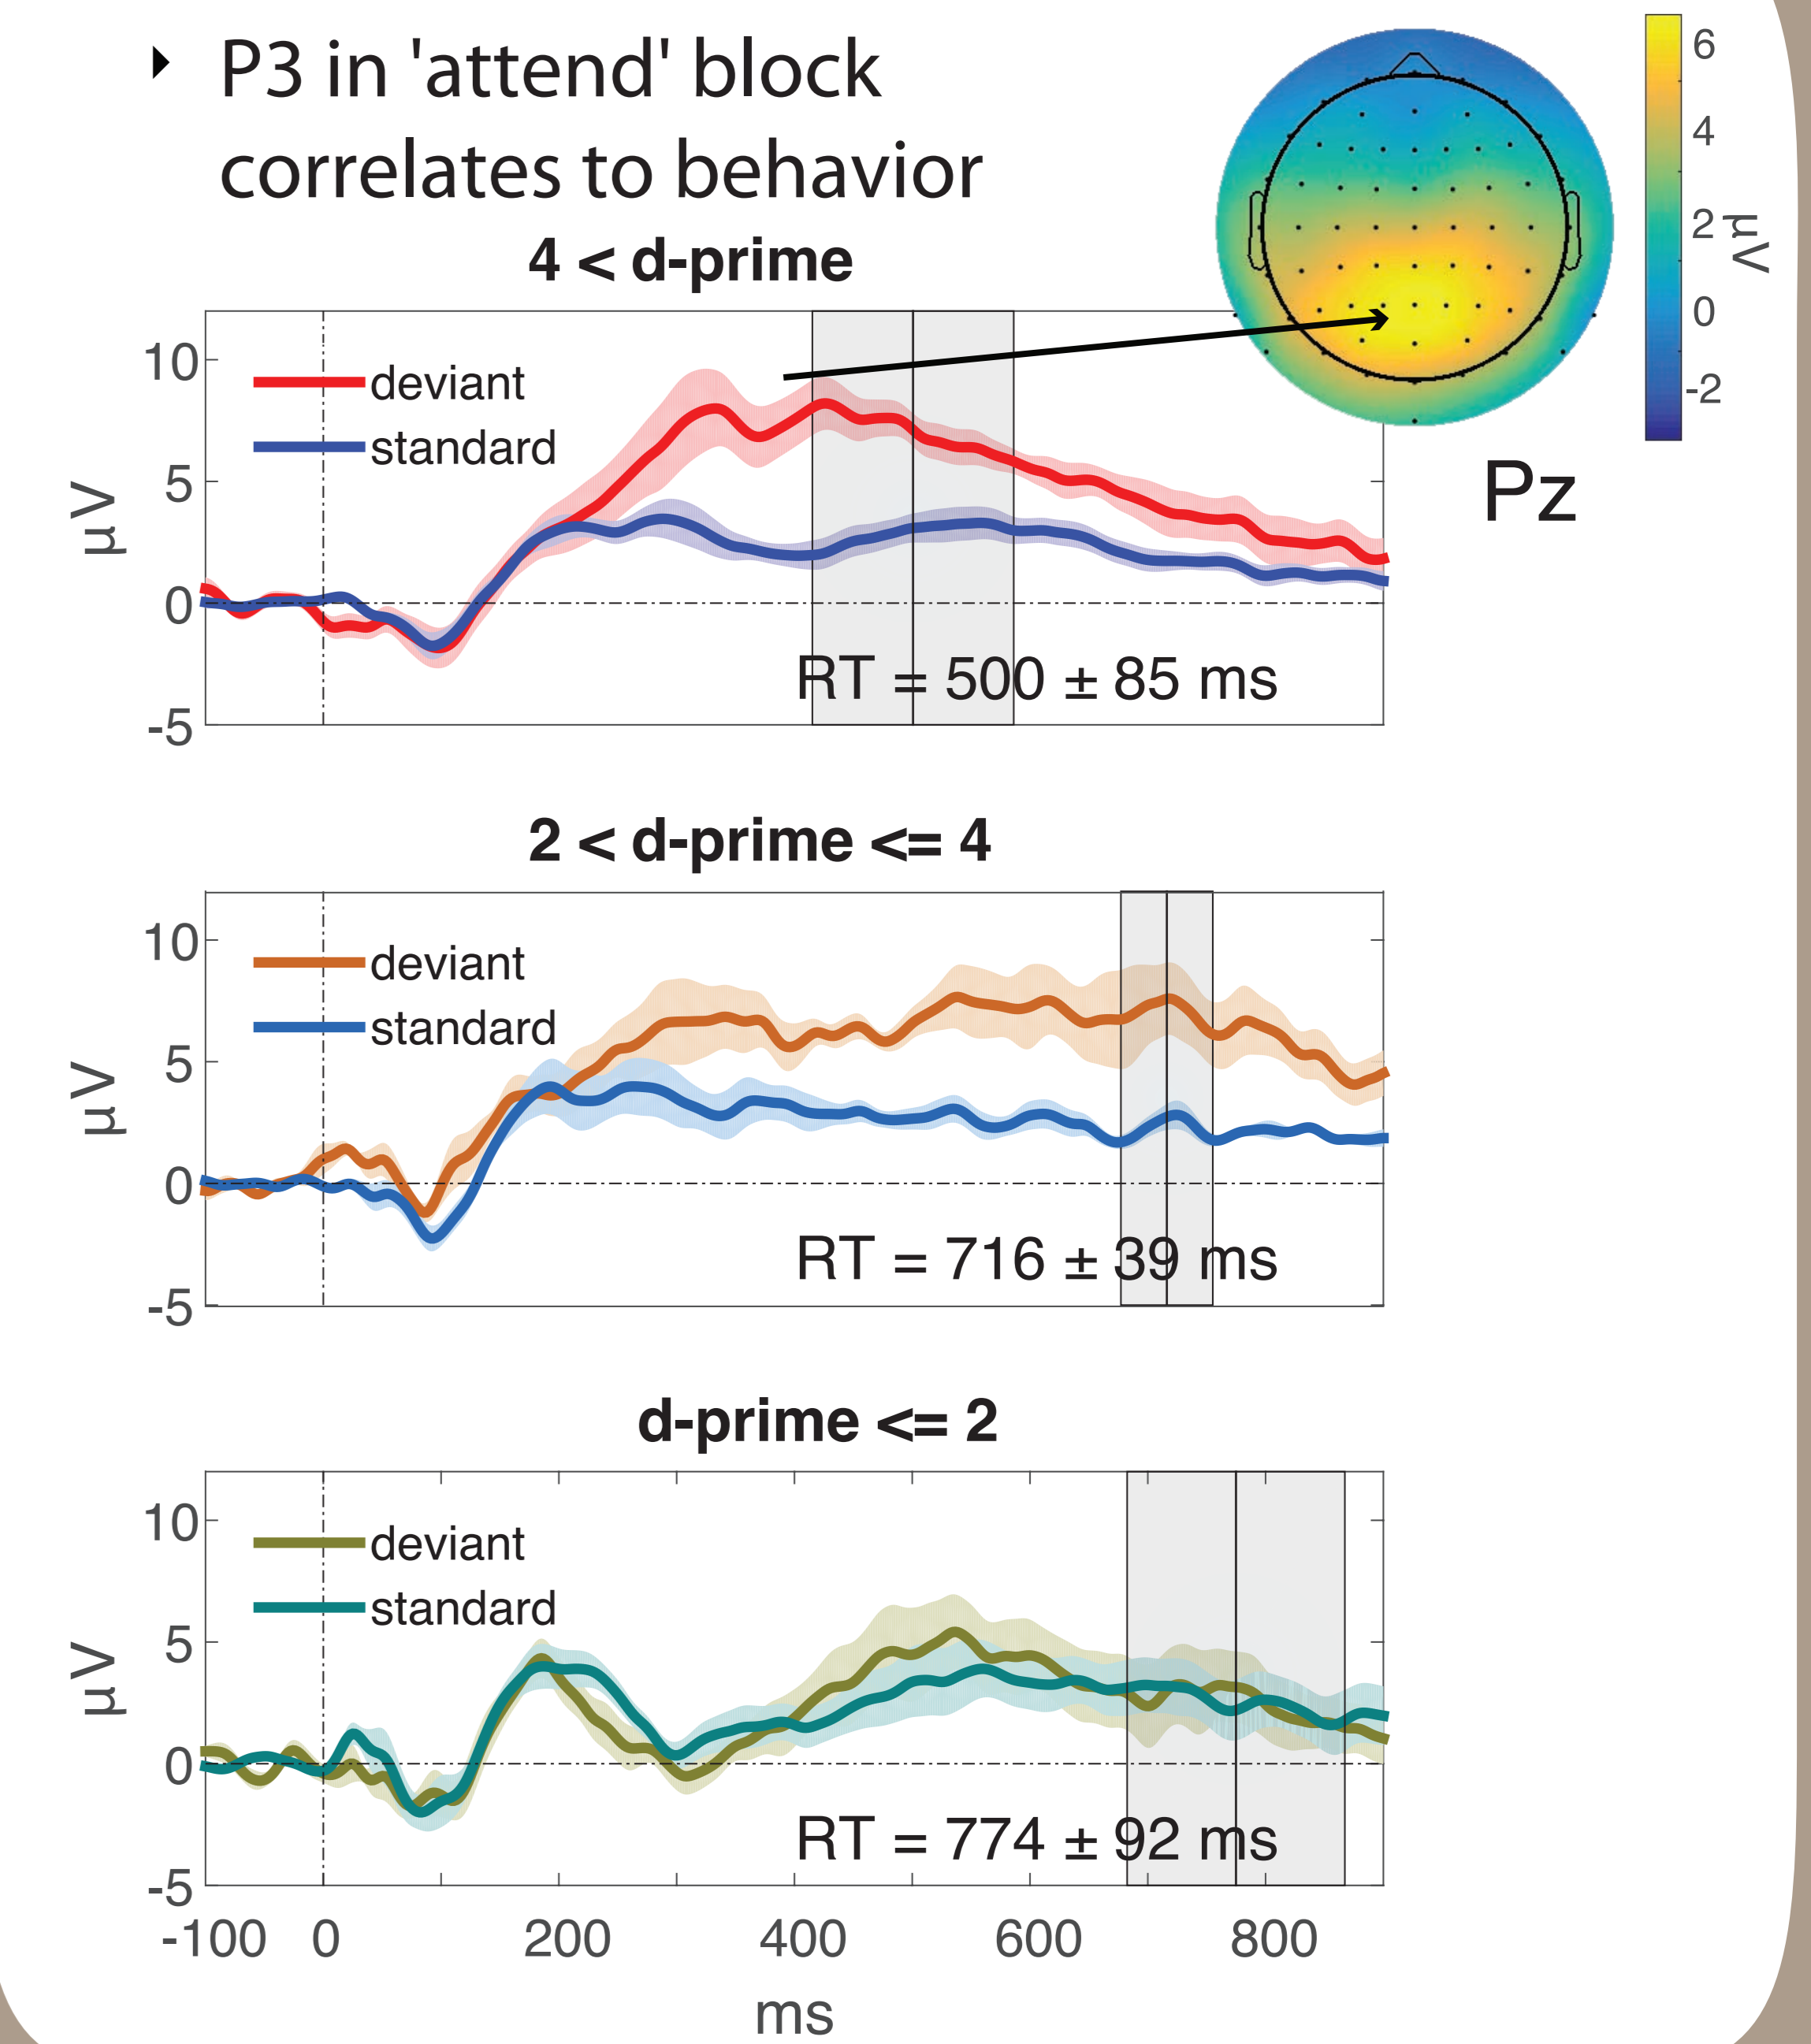 P3 in 'attend' block
correlates to behavior
6
4
2
0
-2
µV
Pz
4 < d-prime
10
5
0
-5
µV
deviant
standard
RT = 500 ± 85 ms
2 < d-prime <= 4
10
5
0
-5
µV
deviant
standard
RT = 716 ± 39 ms
d-prime <= 2
10
5
0
-5
µV
deviant
standard
RT = 774 ± 92 ms
-100 0 200 400 600 800
ms